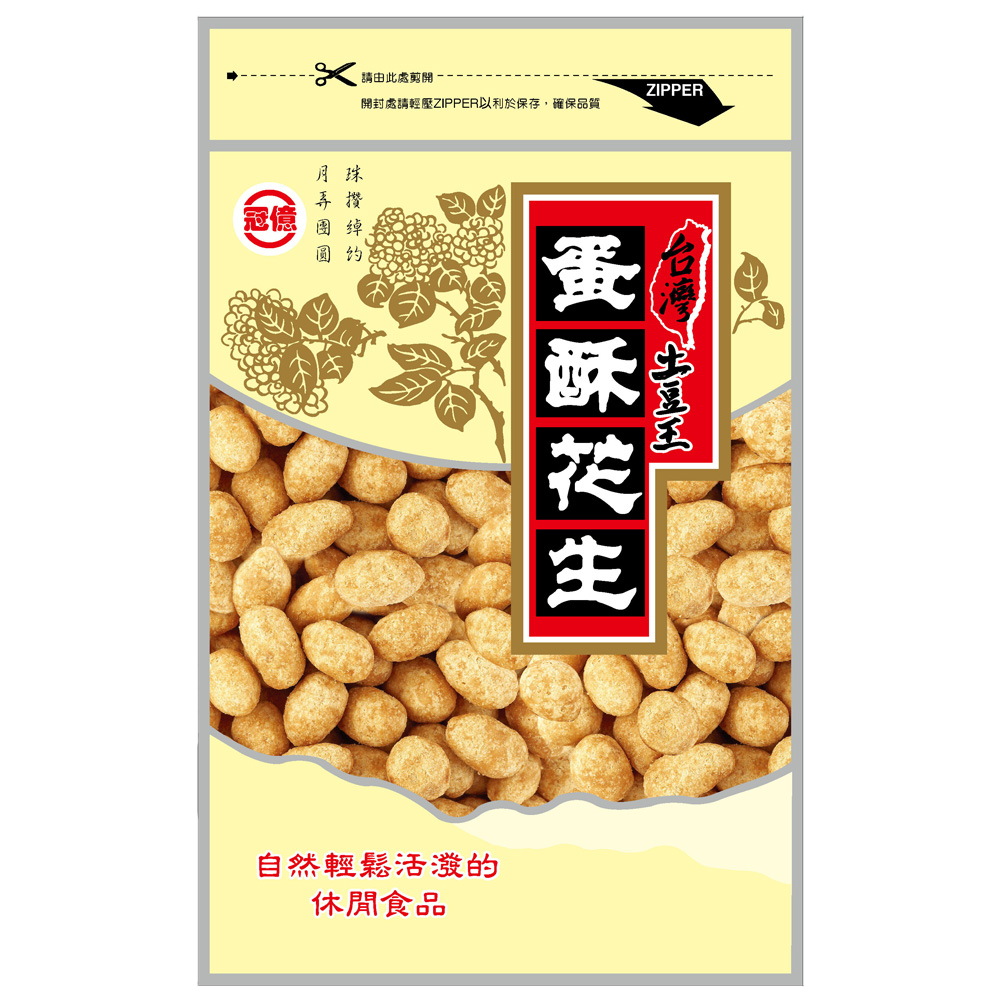 請由此處剪開
開封處請輕壓ZIPPER以利於保存，確保品質
ZIPPER
冠億
珠攢綽約
月弄團圓
台灣土豆王
蛋酥花生
自然輕鬆活潑的
休閒食品